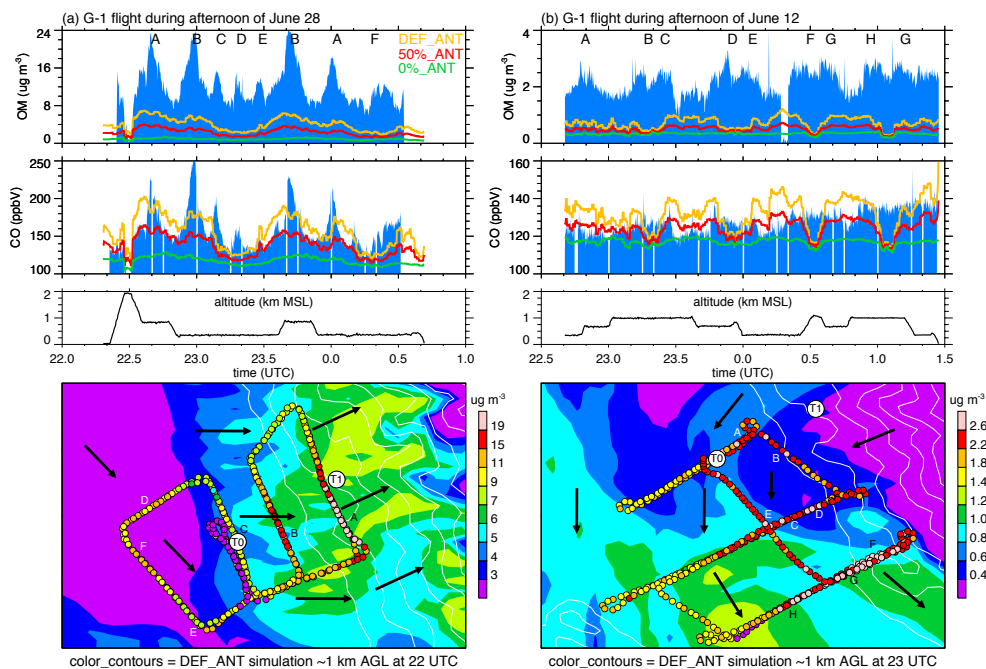 (a) G-1 flight during afternoon of June 28
A B C D E B A F
DEF_ANT
50%_ANT
0%_ANT
OM (ug m-3)
24
16
8
0
CO (ppbV)
250
200
150
100
altitude (km MSL)
2
1
0
22.0 22.5 23.0 23.5 0.0 0.5 1.0
time (UTC)
ug m-3
19
15
11
9
7
6
5
4
3
D
F
E
C
T0
B
A
T1
color_contours = DEF_ANT simulation ~1 km AGL at 22 UTC
(b) G-1 flight during afternoon of June 12
A B C D E F G H G
OM (ug m-3)
4
3
2
1
0
CO (ppbV)
160
140
120
100
altitude (km MSL)
2
1
0
22.5 23.0 23.5 0.0 0.5 1.0 1.5
time (UTC)
ug m-3
2.6
2.2
1.8
1.4
1.2
1.0
0.8
0.6
0.4
T1
A
T0
B
A
E
C
D
F
G
H
color_contours = DEF_ANT simulation ~1 km AGL at 23 UTC